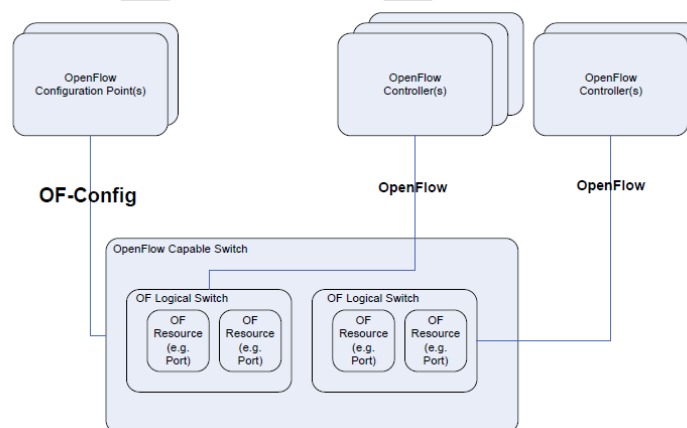 OpenFlow
Configuration Point(s)
OpenFlow
Controller(s)
OpenFlow
Controller(s)
OF-Config
OpenFlow
OpenFlow
OpenFlow Capable Switch
OF Logical Switch
OF
Resource
(e.g.
Port)
OF
Resource
(e.g.
Port)
OF Logical Switch
OF
Resource
(e.g.
Port)
OF
Resource
(e.g.
Port)